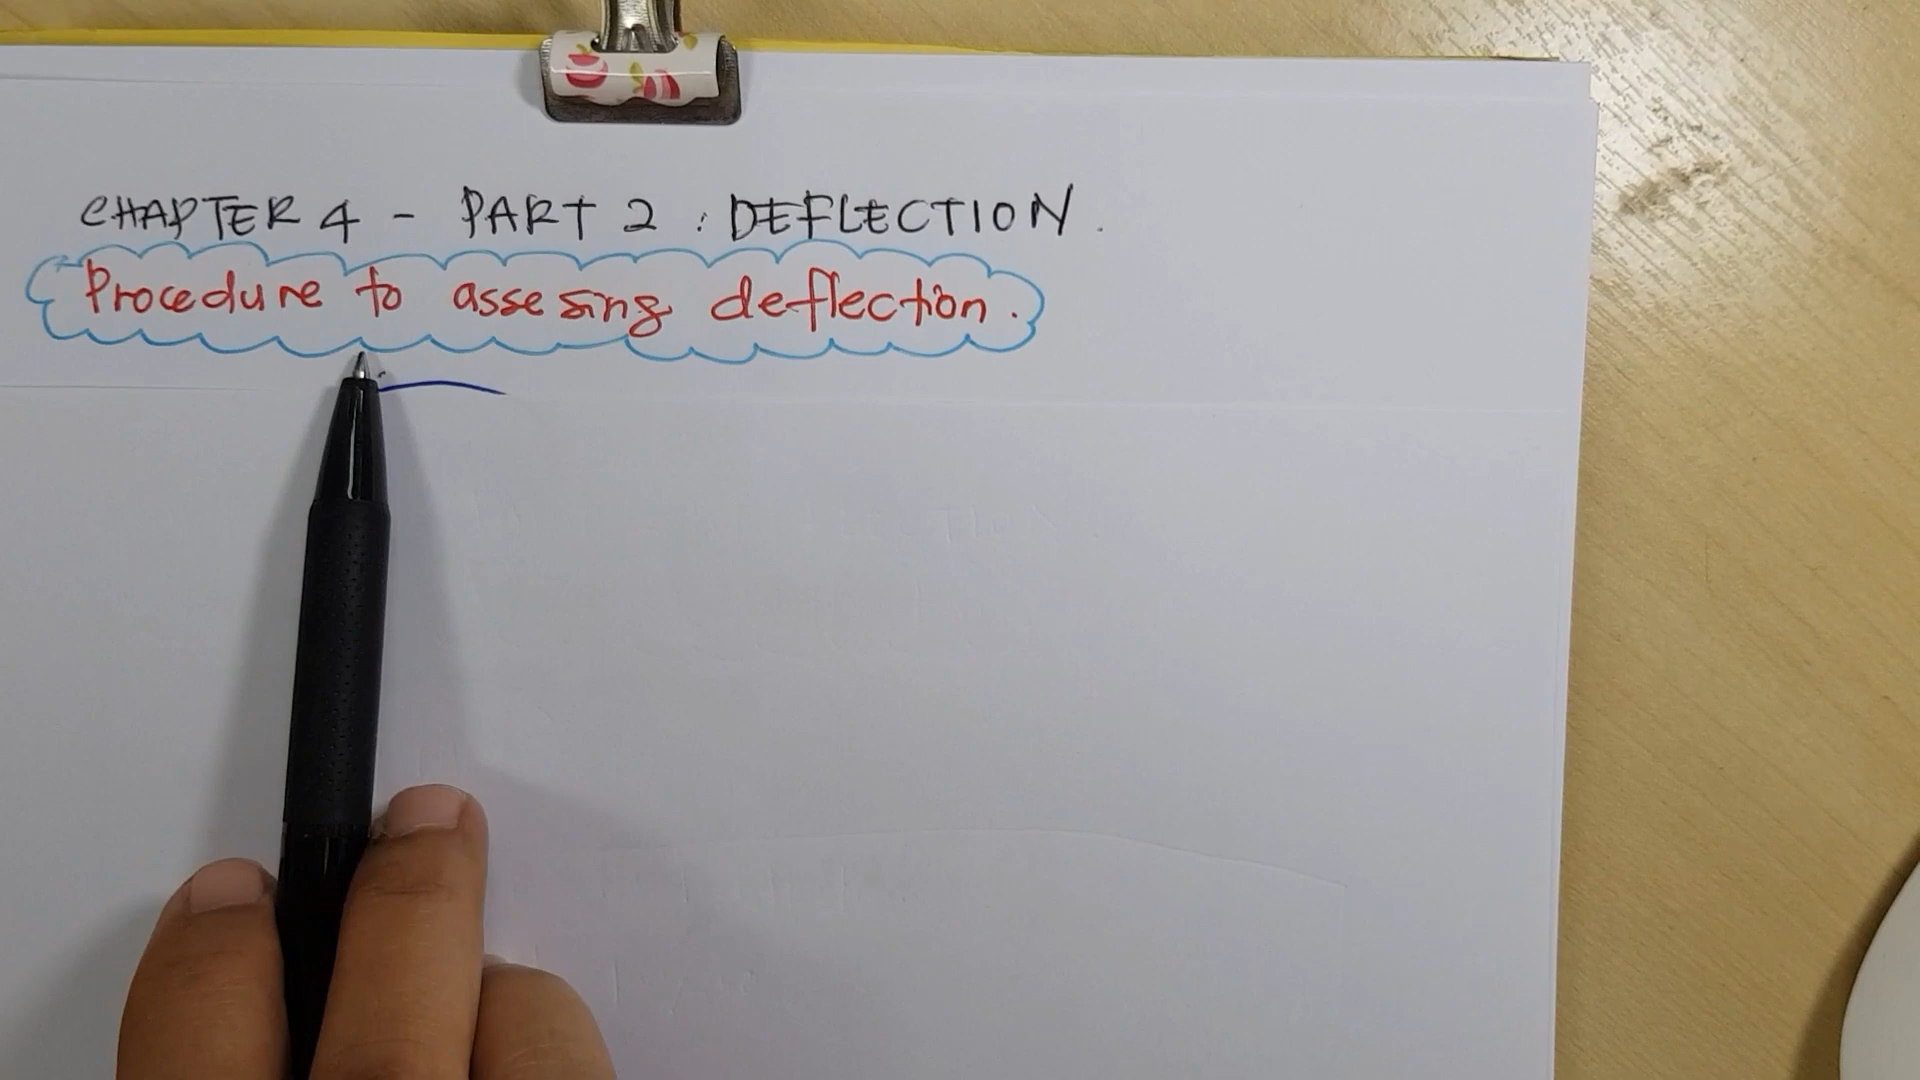 CHAPTER 4 - PART 2 : DEFLECTION.
Procedure to assesing deflection.